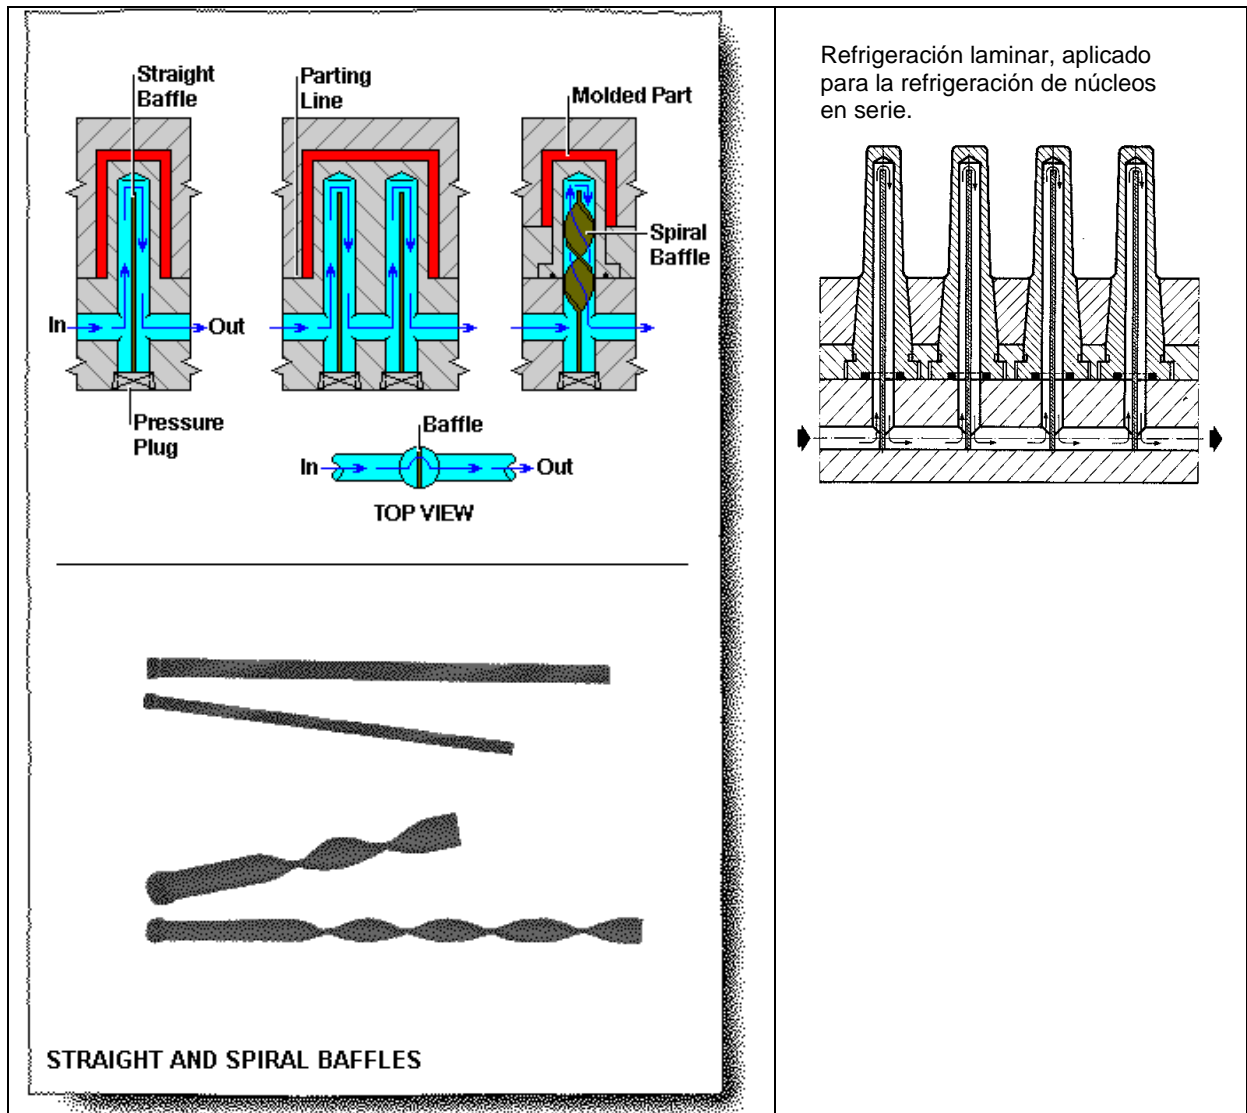 Straight
Baffle
Parting
Line
Molded Part
Spiral
Baffle
In
Out
Pressure
Plug
Baffle
In
Out
TOP VIEW
STRAIGHT AND SPIRAL BAFFLES
Refrigeración laminar, aplicado
para la refrigeración de núcleos
en serie.